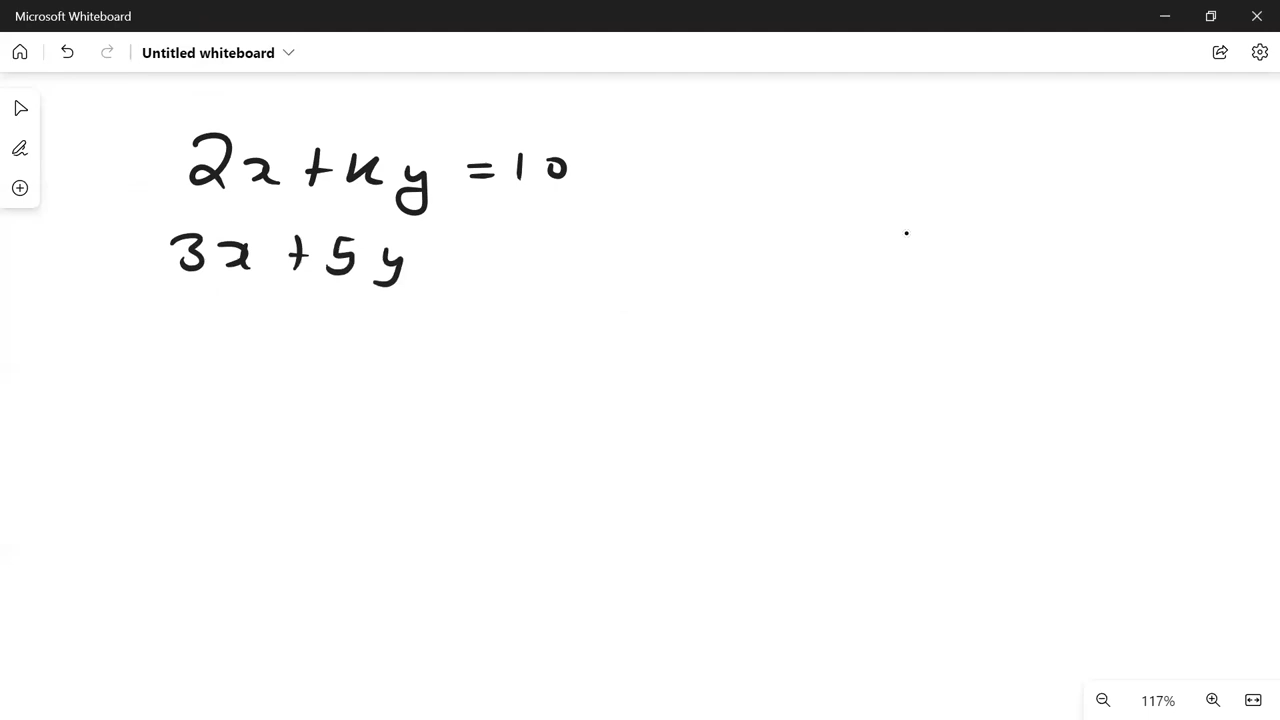 Microsoft Whiteboard
Untitled whiteboard
2x + ky = 10
3x + 5y
117%